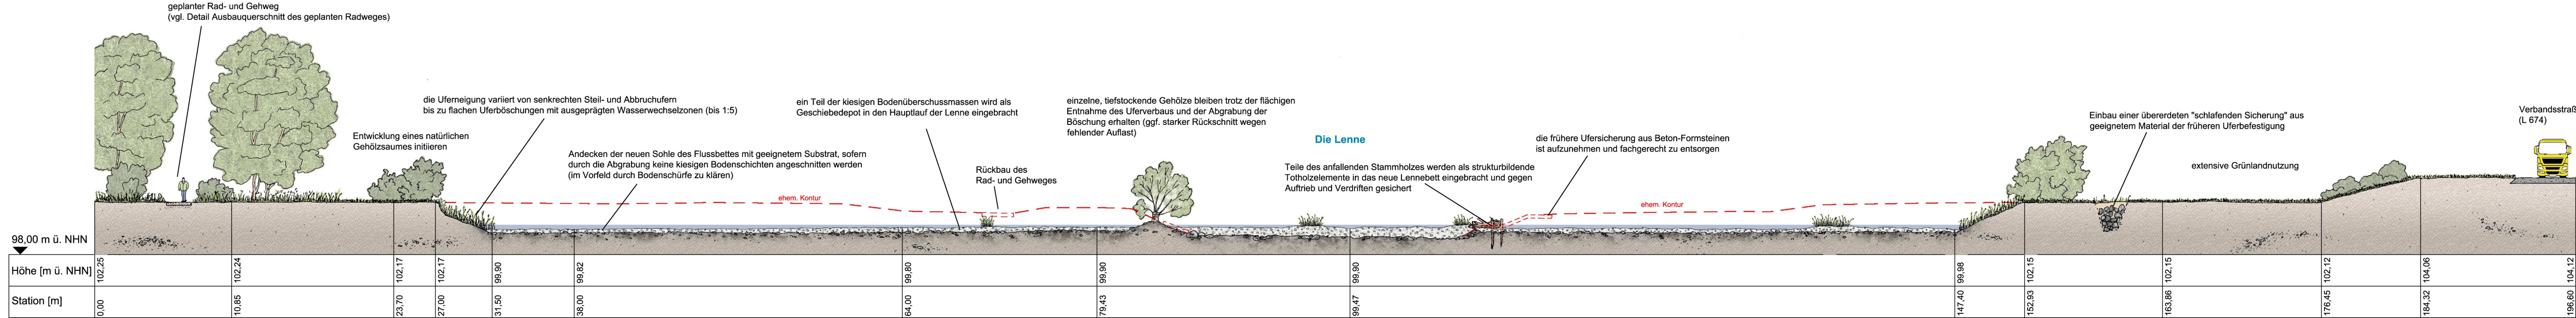 geplanter Rad- und Gehweg
(vgl. Detail Ausbauquerschnitt des geplanten Radweges)
die Uferneigung variiert von senkrechten Steil- und Abbruchufern
bis zu flachen Uferböschungen mit ausgeprägten Wasserwechselzonen (bis 1:5)
Entwicklung eines natürlichen
Gehölzsaumes initiieren
Andecken der neuen Sohle des Flussbettes mit geeignetem Substrat, sofern
durch die Abgrabung keine kiesigen Bodenschichten angeschnitten werden
(im Vorfeld durch Bodenschürfe zu klären)
ein Teil der kiesigen Bodenüberschussmassen wird als
Geschiebedepot in den Hauptlauf der Lenne eingebracht
Rückbau des
Rad- und Gehweges
einzelne, tiefstockende Gehölze bleiben trotz der flächigen
Entnahme des Uferverbaus und der Abgrabung der
Böschung erhalten (ggf. starker Rückschnitt wegen
fehlender Auflast)
Die Lenne
Teile des anfallenden Stammholzes werden als strukturbildende
Totholzelemente in das neue Lennebett eingebracht und gegen
Auftrieb und Verdriften gesichert
die frühere Ufersicherung aus Beton-Formsteinen
ist aufzunehmen und fachgerecht zu entsorgen
Einbau einer übererdeten "schlafenden Sicherung" aus
geeignetem Material der früheren Uferbefestigung
extensive Grünlandnutzung
Verbandsstraß
(L 674)
ehem. Kontur
ehem. Kontur
98,00 m ü. NHN
Höhe [m ü. NHN] 102,25 102,24 102,17 102,17 99,90 99,82 99,80 99,90 99,90 99,98 102,15 102,15 102,12 104,06 104,12
Station [m] 0,00 10,85 23,70 27,00 31,50 38,00 64,00 79,43 99,47 147,40 152,93 163,86 176,45 184,32 196,60